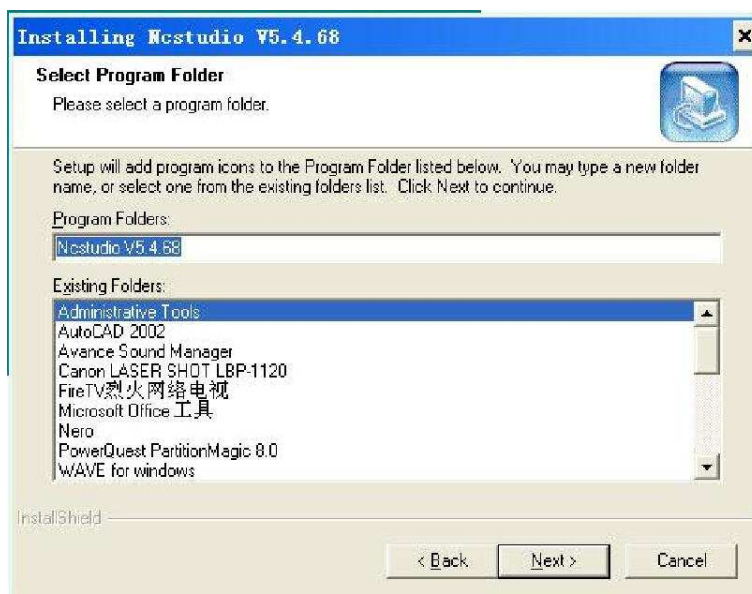 Installing Ncstudio V5.4.68
Select Program Folder
Please select a program folder.
Setup will add program icons to the Program Folder listed below. You may type a new folder
name, or select one from the existing folders list. Click Next to continue.
Program Folders:
Ncstudio V5.4.68
Existing Folders:
Administrative Tools
AutoCAD 2002
Avance Sound Manager
Canon LASER SHOT LBP-1120
FireTV烈火网络电视
Microsoft Office 工具
Nero
PowerQuest PartitionMagic 8.0
WAVE for windows
InstallShield
< Back Next > Cancel